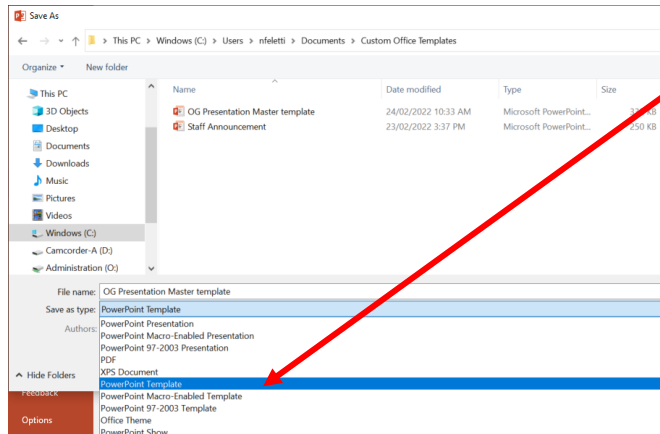 Save As
This PC > Windows (C:) > Users > nfeletti > Documents > Custom Office Templates
Organize New folder
Name Date modified Type Size
This PC
3D Objects
OG Presentation Master template 24/02/2022 10:33 AM Microsoft PowerPoint... KB
Desktop
Staff Announcement 23/02/2022 3:37 PM Microsoft PowerPoint... 250 KB
Documents
Downloads
Music
Pictures
Videos
Windows (C:)
Camcorder-A (D:)
Administration (O:)
File name: OG Presentation Master template
Save as type: PowerPoint Template
Authors:
PowerPoint Presentation
PowerPoint Macro-Enabled Presentation
PowerPoint 97-2003 Presentation
PDF
XPS Document
Hide Folders
PowerPoint Template
Feedback
PowerPoint Macro-Enabled Template
PowerPoint 97-2003 Template
Options
Office Theme
PowerPoint Show